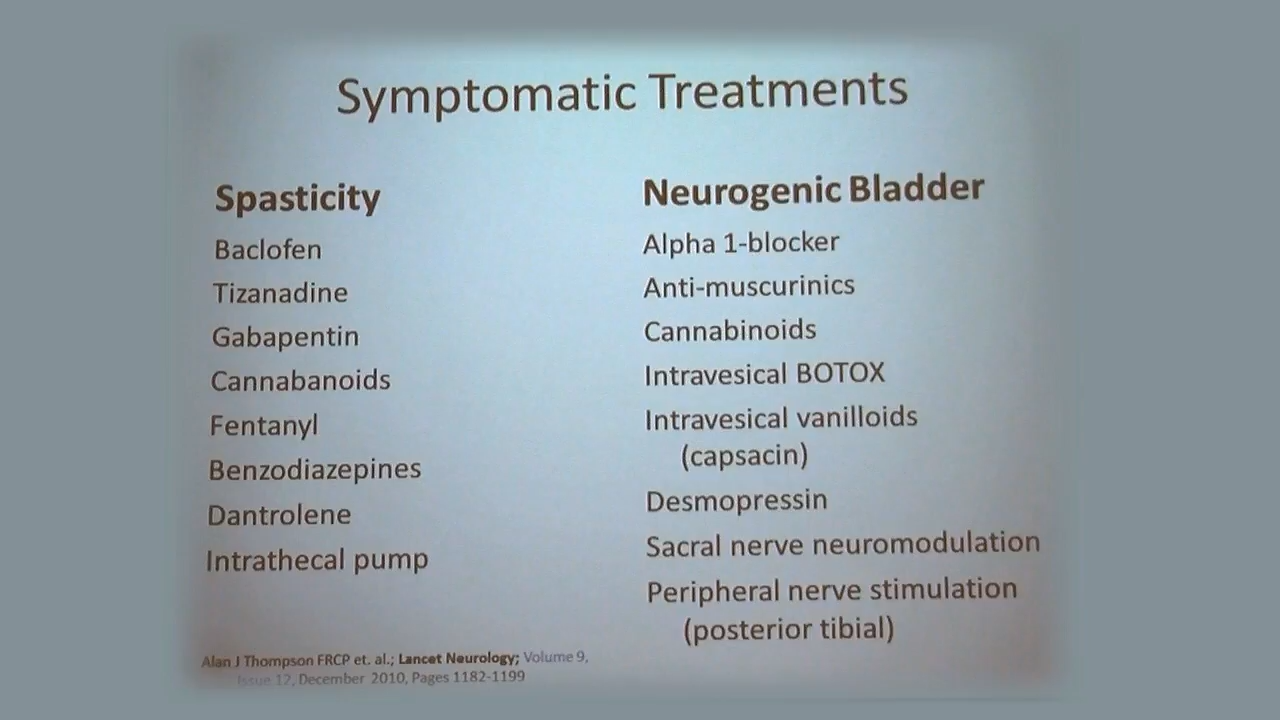 Symptomatic Treatments
Spasticity
Baclofen
Tizanadine
Gabapentin
Cannabanoids
Fentanyl
Benzodiazepines
Dantrolene
Intrathecal pump
Neurogenic Bladder
Alpha 1-blocker
Anti-muscurinics
Cannabinoids
Intravesical BOTOX
Intravesical vanilloids
(capsacin)
Desmopressin
Sacral nerve neuromodulation
Peripheral nerve stimulation
(posterior tibial)
Alan J Thompson FRCP et. al.; Lancet Neurology; Volume 9,
Issue 12, December 2010, Pages 1182-1199